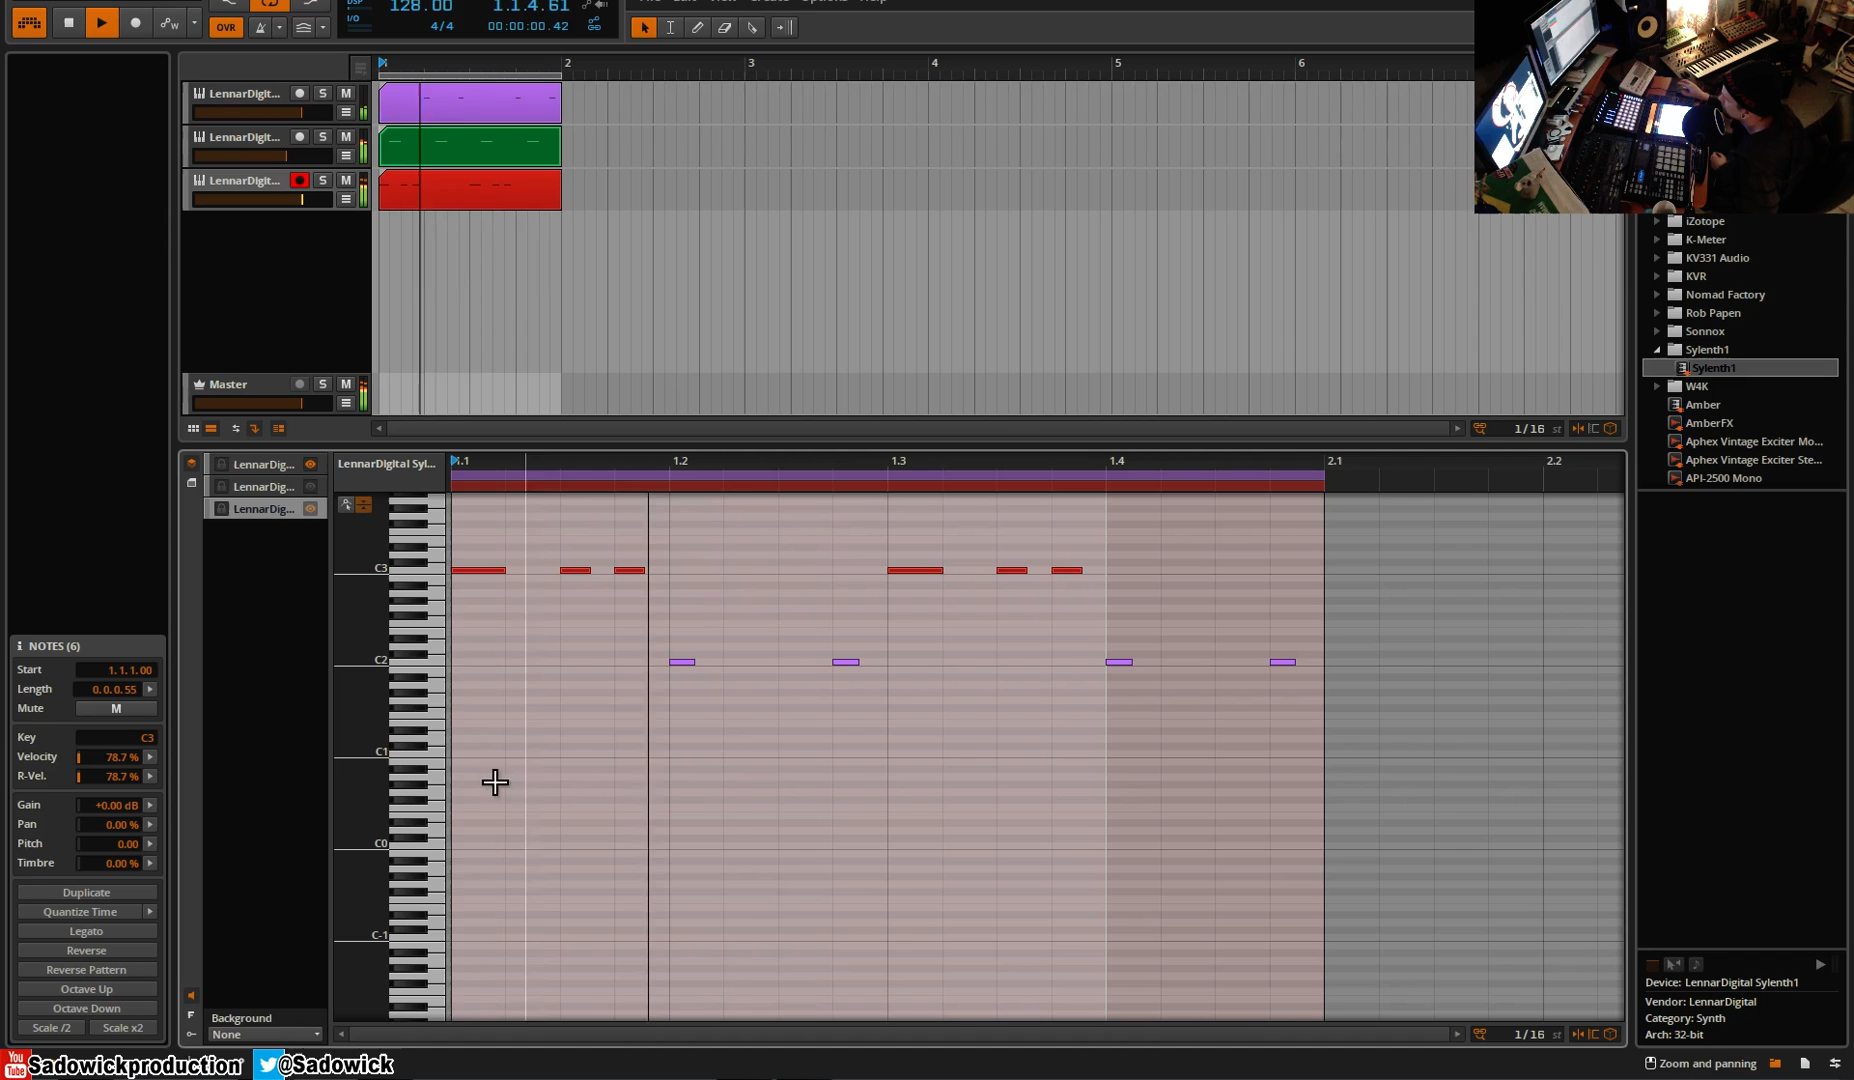 DSP
128.00
1.1.4.61
I/O
4/4
00:00:00.42
OVR
W
2
3
4
5
6
LennarDigit...
S
M
LennarDigit...
S
M
LennarDigit...
S
M
Master
S
M
1/16
st
iZotope
K-Meter
KV331 Audio
KVR
Nomad Factory
Rob Papen
Sonnox
Sylenth1
Sylenth1
W4K
Amber
AmberFX
Aphex Vintage Exciter Mo...
Aphex Vintage Exciter Ste...
API-2500 Mono
LennarDig...
LennarDig...
LennarDig...
LennarDIgital Syl...
1.1
1.2
1.3
1.4
2.1
2.2
C3
C2
C1
C0
C-1
NOTES (6)
Start 1. 1. 1. 00
Length 0. 0. 0. 55
Mute M
Key C3
Velocity 78.7 %
R-Vel. 78.7 %
Gain +0.00 dB
Pan 0.00 %
Pitch 0.00
Timbre 0.00 %
Duplicate
Quantize Time
Legato
Reverse
Reverse Pattern
Octave Up
Octave Down
Scale /2 Scale x2
F
Background
None
1/16
st
Device: LennarDigital Sylenth1
Vendor: LennarDigital
Category: Synth
Arch: 32-bit
Zoom and panning
You Tube
Sadowickproduction
@Sadowick